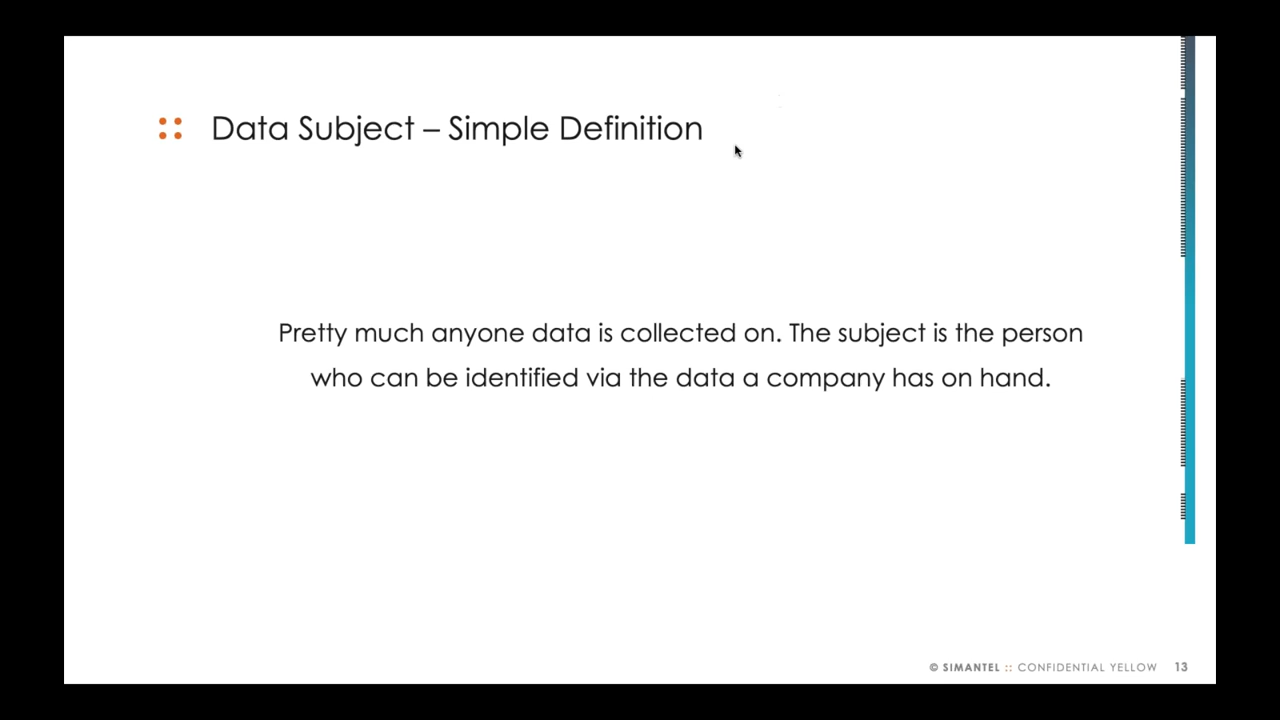 Data Subject – Simple Definition
Pretty much anyone data is collected on. The subject is the person
who can be identified via the data a company has on hand.
© SIMANTEL :: CONFIDENTIAL YELLOW 13